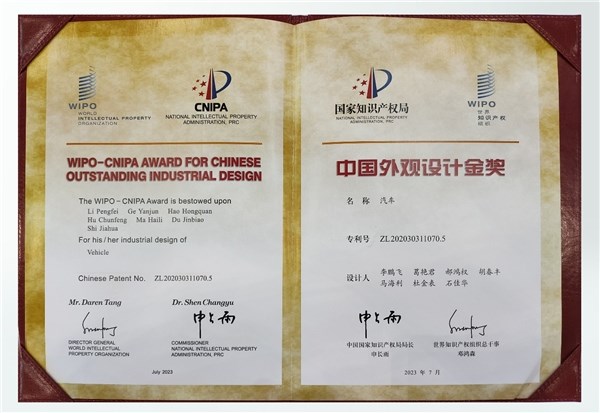 WIPO
WORLD
INTELLECTUAL PROPERTY
ORGANIZATION
CNIPA
NATIONAL INTELLECTUAL PROPERTY
ADMINISTRATION, PRC
WIPO-CNIPA AWARD FOR CHINESE
OUTSTANDING INDUSTRIAL DESIGN
The WIPO-CNIPA Award is bestowed upon
Li Pengfei Ge Yanjun Hao Hongquan
Hu Chunfeng Ma Haili Du Jinbiao
Shi Jiahua
For his/her industrial design of
Vehicle
Chinese Patent No. ZL202030311070.5
Mr. Daren Tang
DIRECTOR GENERAL
WORLD INTELLECTUAL
PROPERTY ORGANIZATION
Dr. Shen Changyu
申长雨
COMMISSIONER
NATIONAL INTELLECTUAL PROPERTY
ADMINISTRATION, PRC
July 2023
国家知识产权局
NATIONAL INTELLECTUAL PROPERTY
ADMINISTRATION, PRC
WIPO
世界
知识产权
组织
中国外观设计金奖
名称 汽车
专利号 ZL202030311070.5
设计人 李鹏飞 葛艳君 郝鸿权 胡春丰
马海利 杜金表 石佳华
申长雨
中国国家知识产权局局长
申长雨
世界知识产权组织总干事
邓鸿森
2023 年 7 月